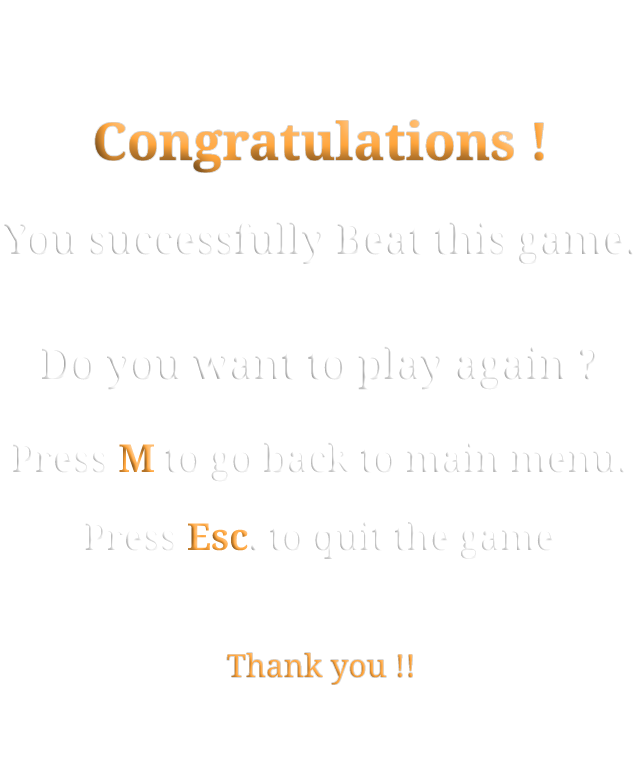 Congratulations !
You successfully Beat this game.
Do you want to play again ?
Press M to go back to main menu.
Press Esc. to quit the game
Thank you !!